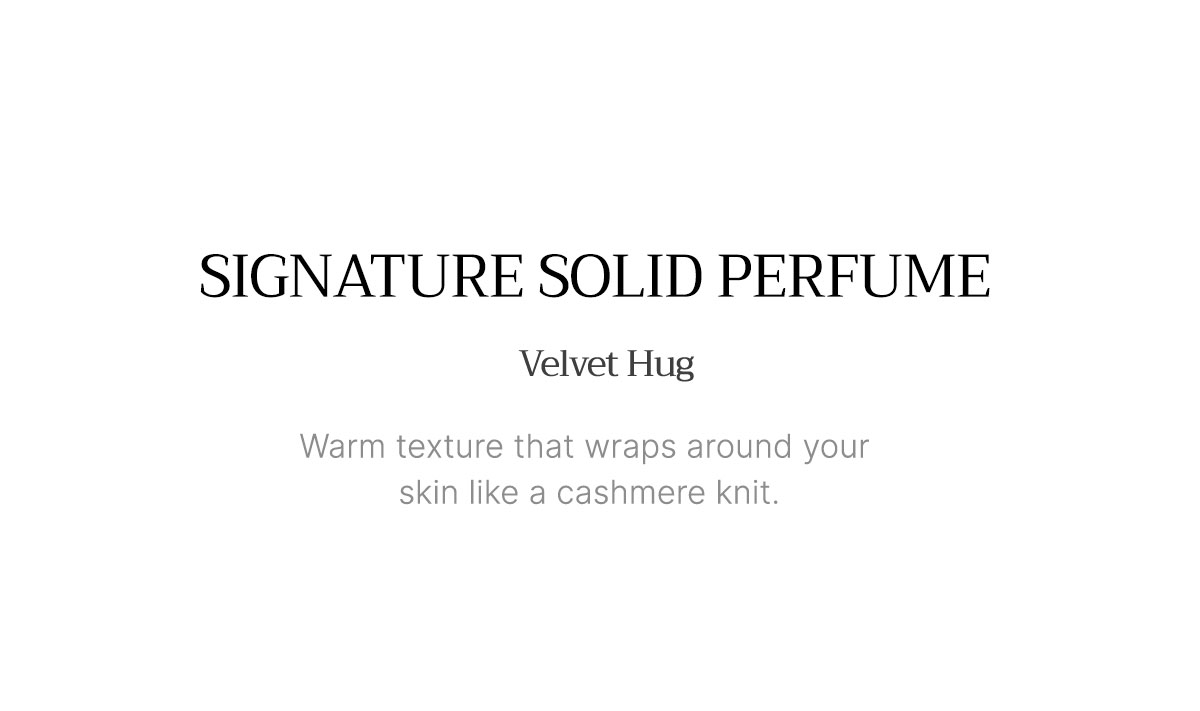 SIGNATURE SOLID PERFUME
Velvet Hug
Warm texture that wraps around your
skin like a cashmere knit.